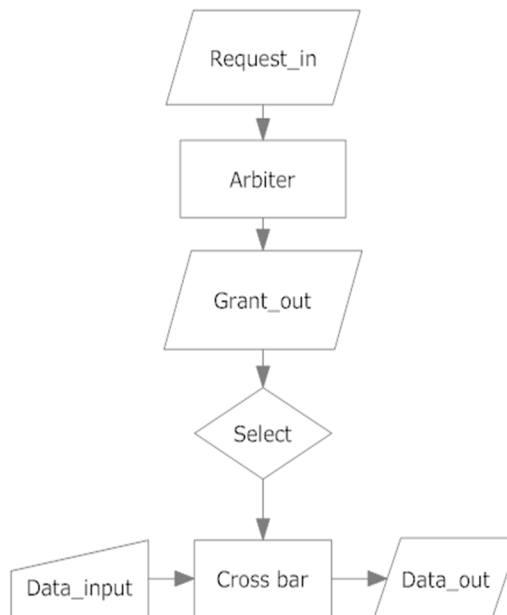 Request_in
Arbiter
Grant_out
Select
Data_input
Cross bar
Data_out